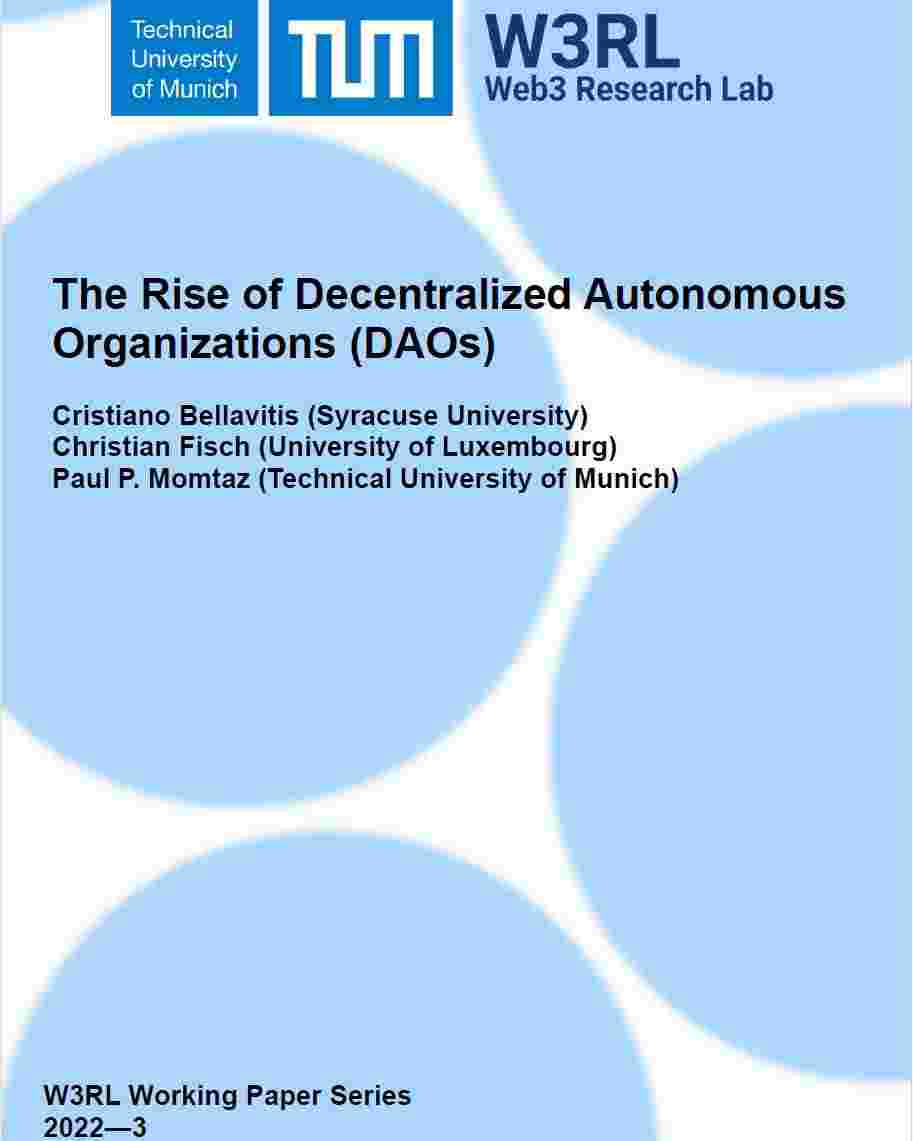 Technical
University
of Munich
TUM
W3RL
Web3 Research Lab
The Rise of Decentralized Autonomous
Organizations (DAOs)
Cristiano Bellavitis (Syracuse University)
Christian Fisch (University of Luxembourg)
Paul P. Momtaz (Technical University of Munich)
W3RL Working Paper Series
2022—3